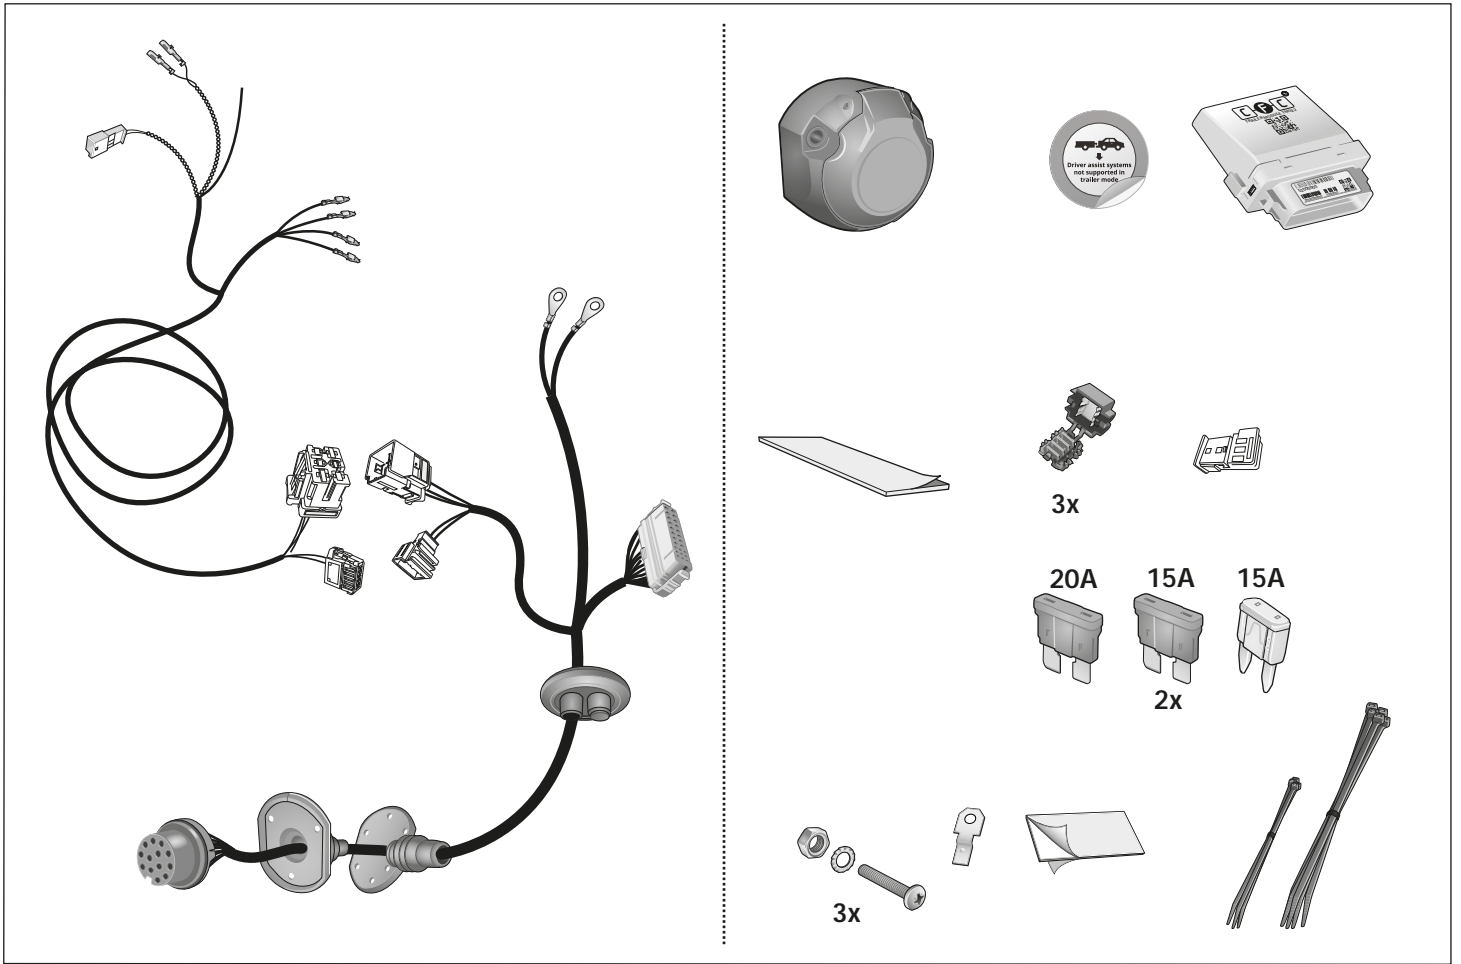 C F C
Driver assist systems
not supported in
trailer mode
3x
20A 15A 15A
2x
3x